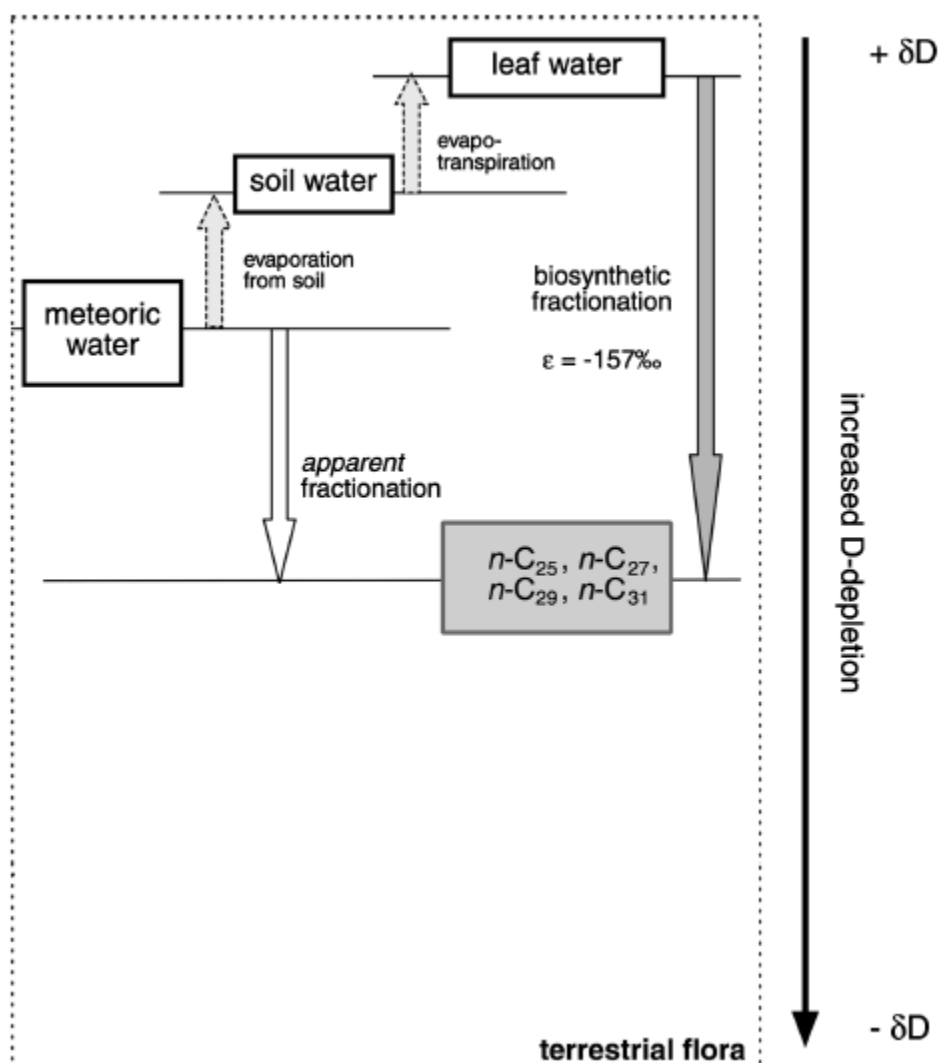 + δD
leaf water
evapo-
transpiration
soil water
evaporation
from soil
meteoric
water
biosynthetic
fractionation
ε = -157‰
apparent
fractionation
increased D-depletion
n-C25, n-C27,
n-C29, n-C31
- δD
terrestrial flora